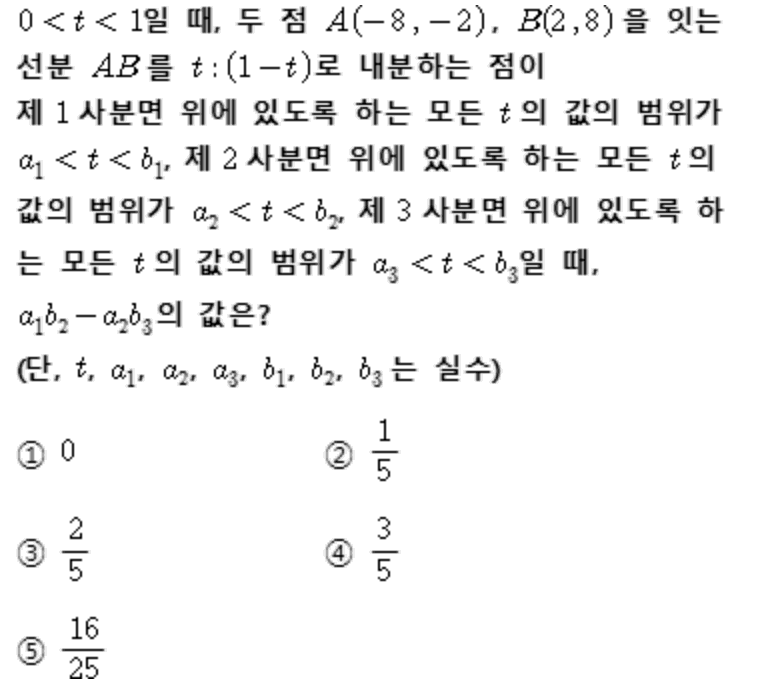 0 < t < 1일 때, 두 점 A(−8, −2), B(2,8)을 잇는
선분 AB를 t : (1−t)로 내분하는 점이
제 1 사분면 위에 있도록 하는 모든 t의 값의 범위가
a₁ < t < b₁, 제 2 사분면 위에 있도록 하는 모든 t의
값의 범위가 a₂ < t < b₂, 제 3 사분면 위에 있도록 하
는 모든 t의 값의 범위가 a₃ < t < b₃일 때,
a₁b₂ − a₂b₃의 값은?
(단, t, a₁, a₂, a₃, b₁, b₂, b₃는 실수)
① 0 ② 1/5
③ 2/5 ④ 3/5
⑤ 16/25